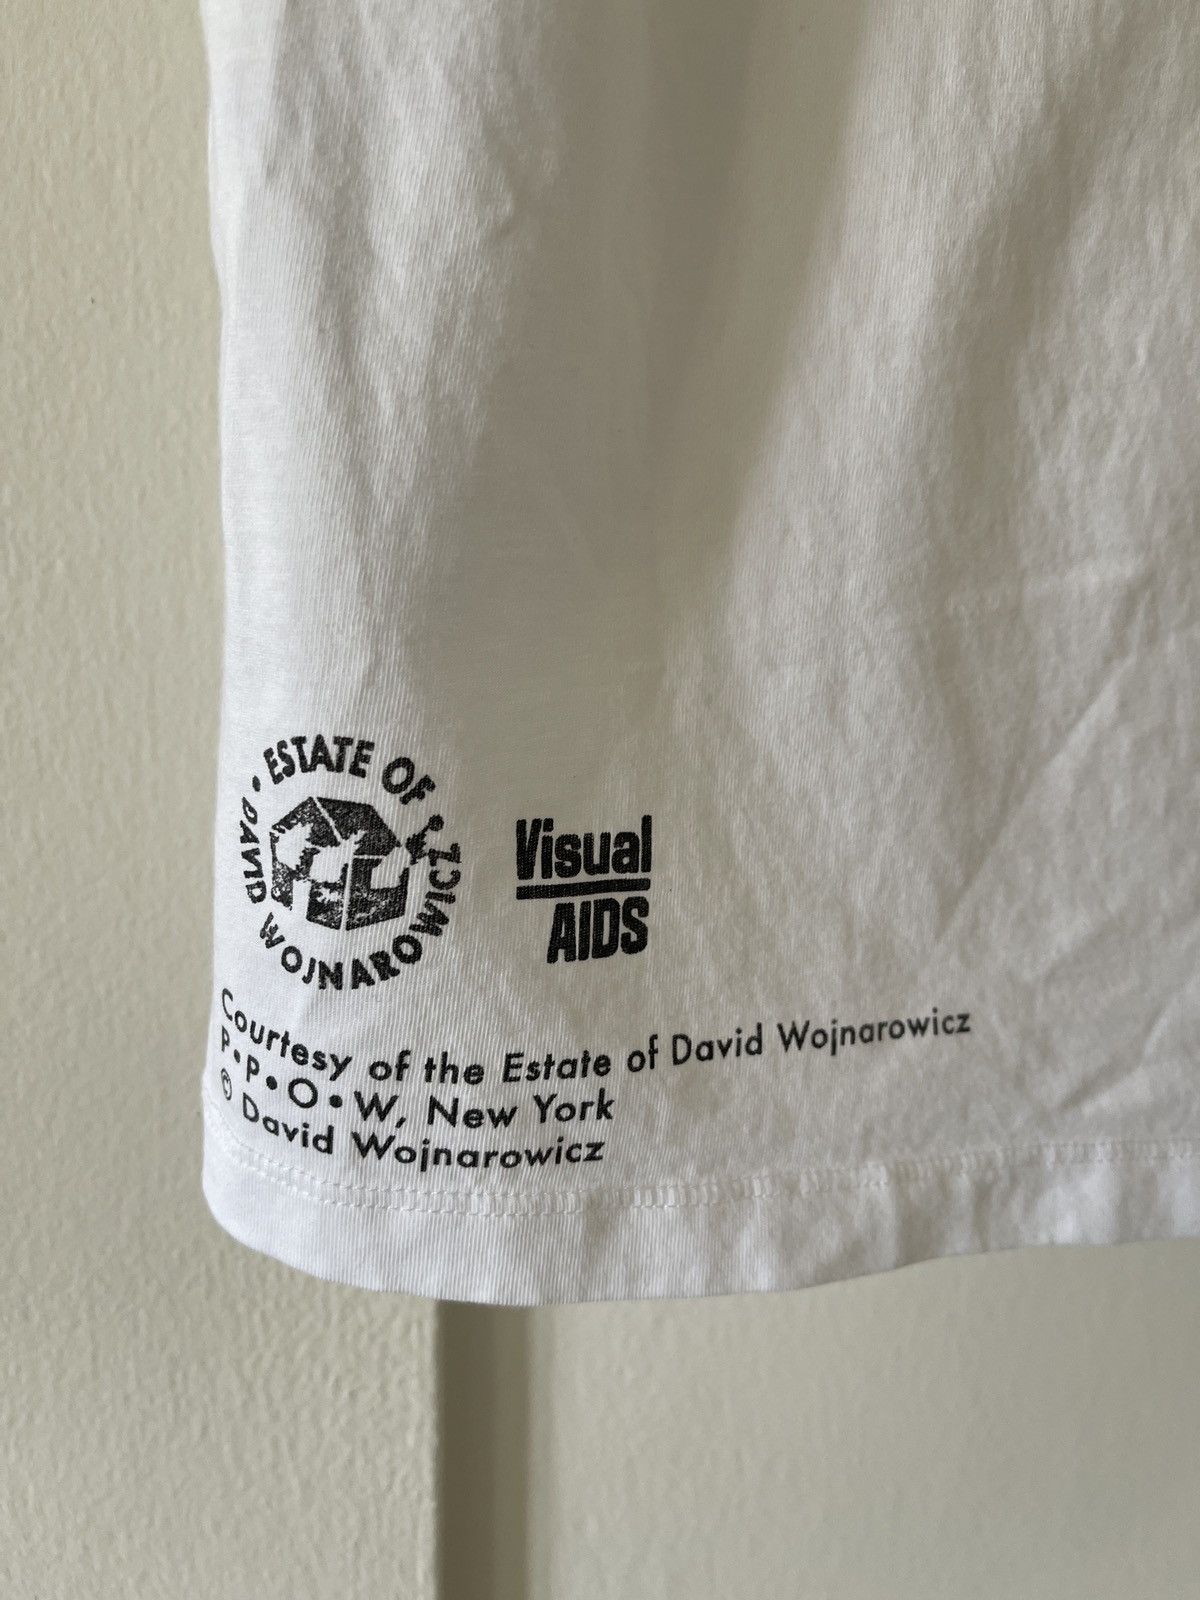 • ESTATE OF •
DAVID WOJNAROWICZ
Visual
AIDS
Courtesy of the Estate of David Wojnarowicz
P•P•O•W, New York
© David Wojnarowicz